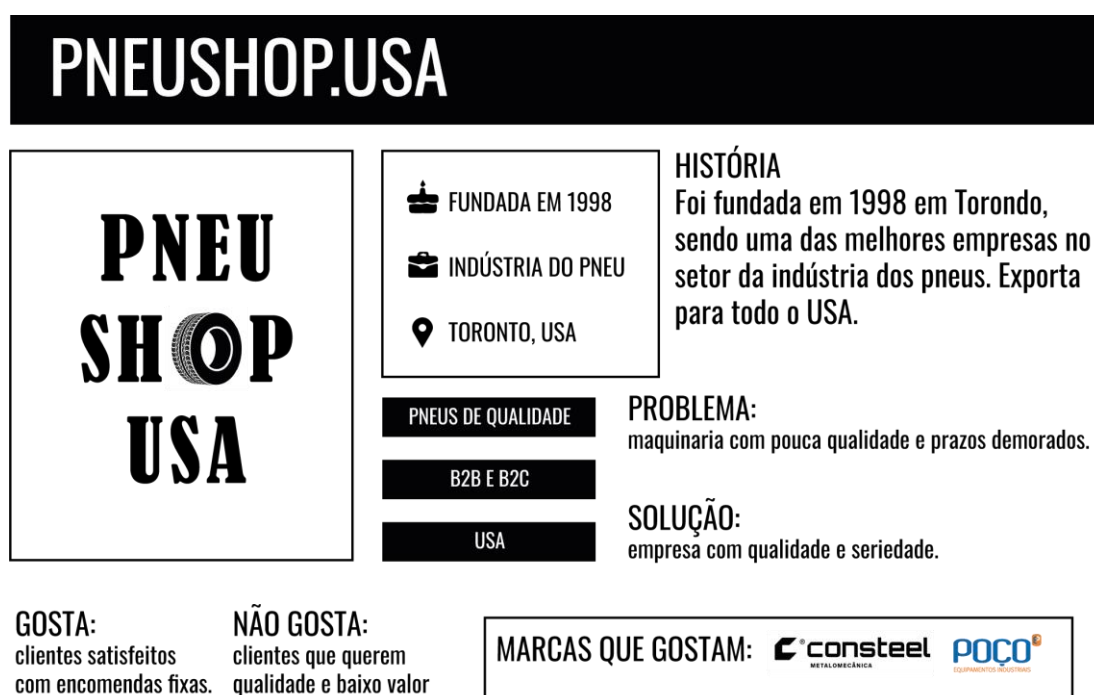 PNEUSHOP.USA
PNEU
SHOP
USA
FUNDADA EM 1998
INDÚSTRIA DO PNEU
TORONTO, USA
HISTÓRIA
Foi fundada em 1998 em Torondo,
sendo uma das melhores empresas no
setor da indústria dos pneus. Exporta
para todo o USA.
PNEUS DE QUALIDADE
B2B E B2C
USA
PROBLEMA:
maquinaria com pouca qualidade e prazos demorados.
SOLUÇÃO:
empresa com qualidade e seriedade.
GOSTA:
clientes satisfeitos
com encomendas fixas.
NÃO GOSTA:
clientes que querem
qualidade e baixo valor
MARCAS QUE GOSTAM:
consteel
METALOMECÂNICA
POÇO
EQUIPAMENTOS INDUSTRIAIS